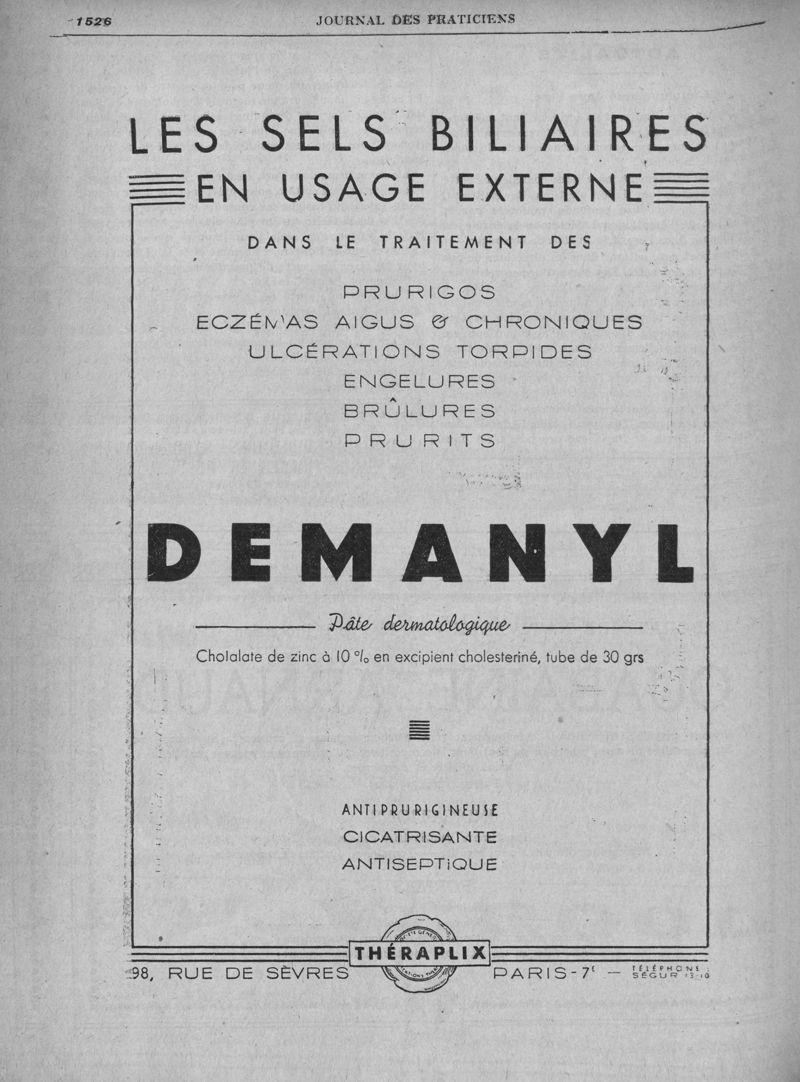 1526
JOURNAL DES PRATICIENS
LES SELS BILIAIRES
EN USAGE EXTERNE
DANS LE TRAITEMENT DES
PRURIGOS
ECZÉMAS AIGUS & CHRONIQUES
ULCÉRATIONS TORPIDES
ENGELURES
BRÛLURES
PRURITS
DEMANYL
Pâte dermatologique
Cholalate de zinc à 10 % en excipient cholesteriné, tube de 30 grs
ANTIPRURIGINEUSE
CICATRISANTE
ANTISEPTIQUE
THÉRAPLIX
98, RUE DE SÈVRES
PARIS-7e —
TÉLÉPHONE
SÉGUR